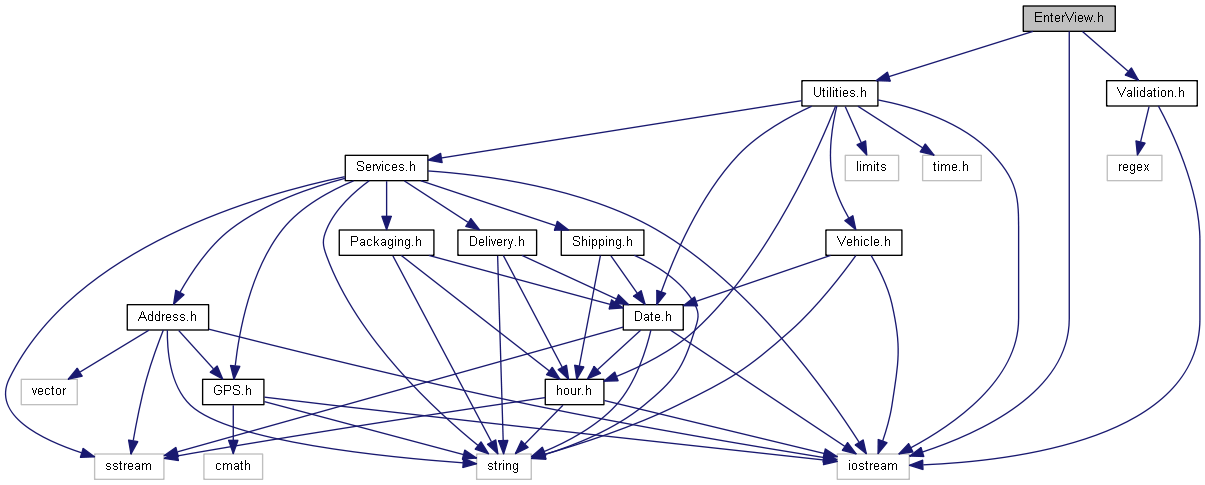 EnterView.h
Utilities.h
Validation.h
Services.h
limits
time.h
regex
Packaging.h
Delivery.h
Shipping.h
Vehicle.h
Address.h
Date.h
vector
GPS.h
hour.h
sstream
cmath
string
iostream